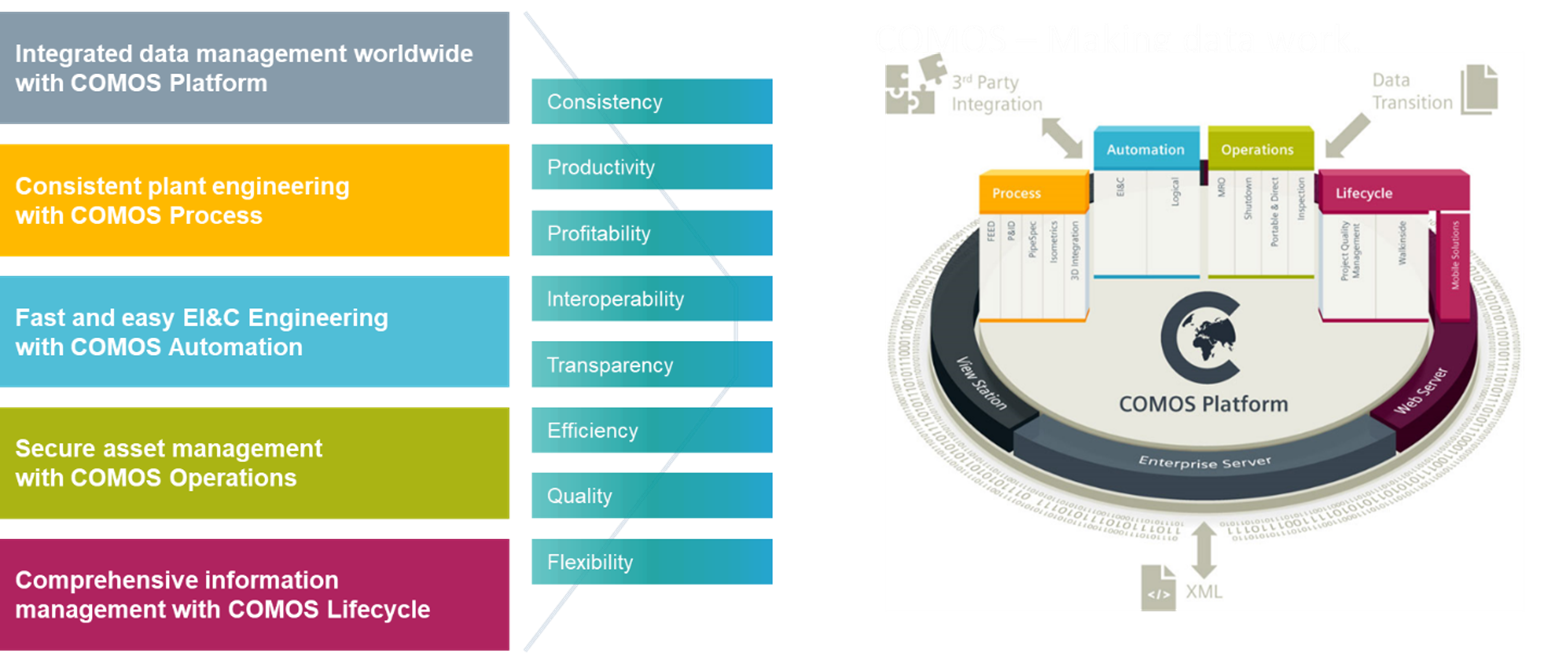 Integrated data management worldwide
with COMOS Platform
Consistent plant engineering
with COMOS Process
Fast and easy EI&C Engineering
with COMOS Automation
Secure asset management
with COMOS Operations
Comprehensive information
management with COMOS Lifecycle
Consistency
Productivity
Profitability
Interoperability
Transparency
Efficiency
Quality
Flexibility
3rd Party
Integration
Data
Transition
Automation
Operations
Process
Lifecycle
EI&C
Logical
MRO
Shutdown
Portable & Direct
Inspection
FEED
P&ID
PipeSpec
Isometrics
3D Integration
Project Quality
Management
Walkinside
Mobile Solutions
COMOS Platform
View Station
Enterprise Server
Web Server
</>
XML